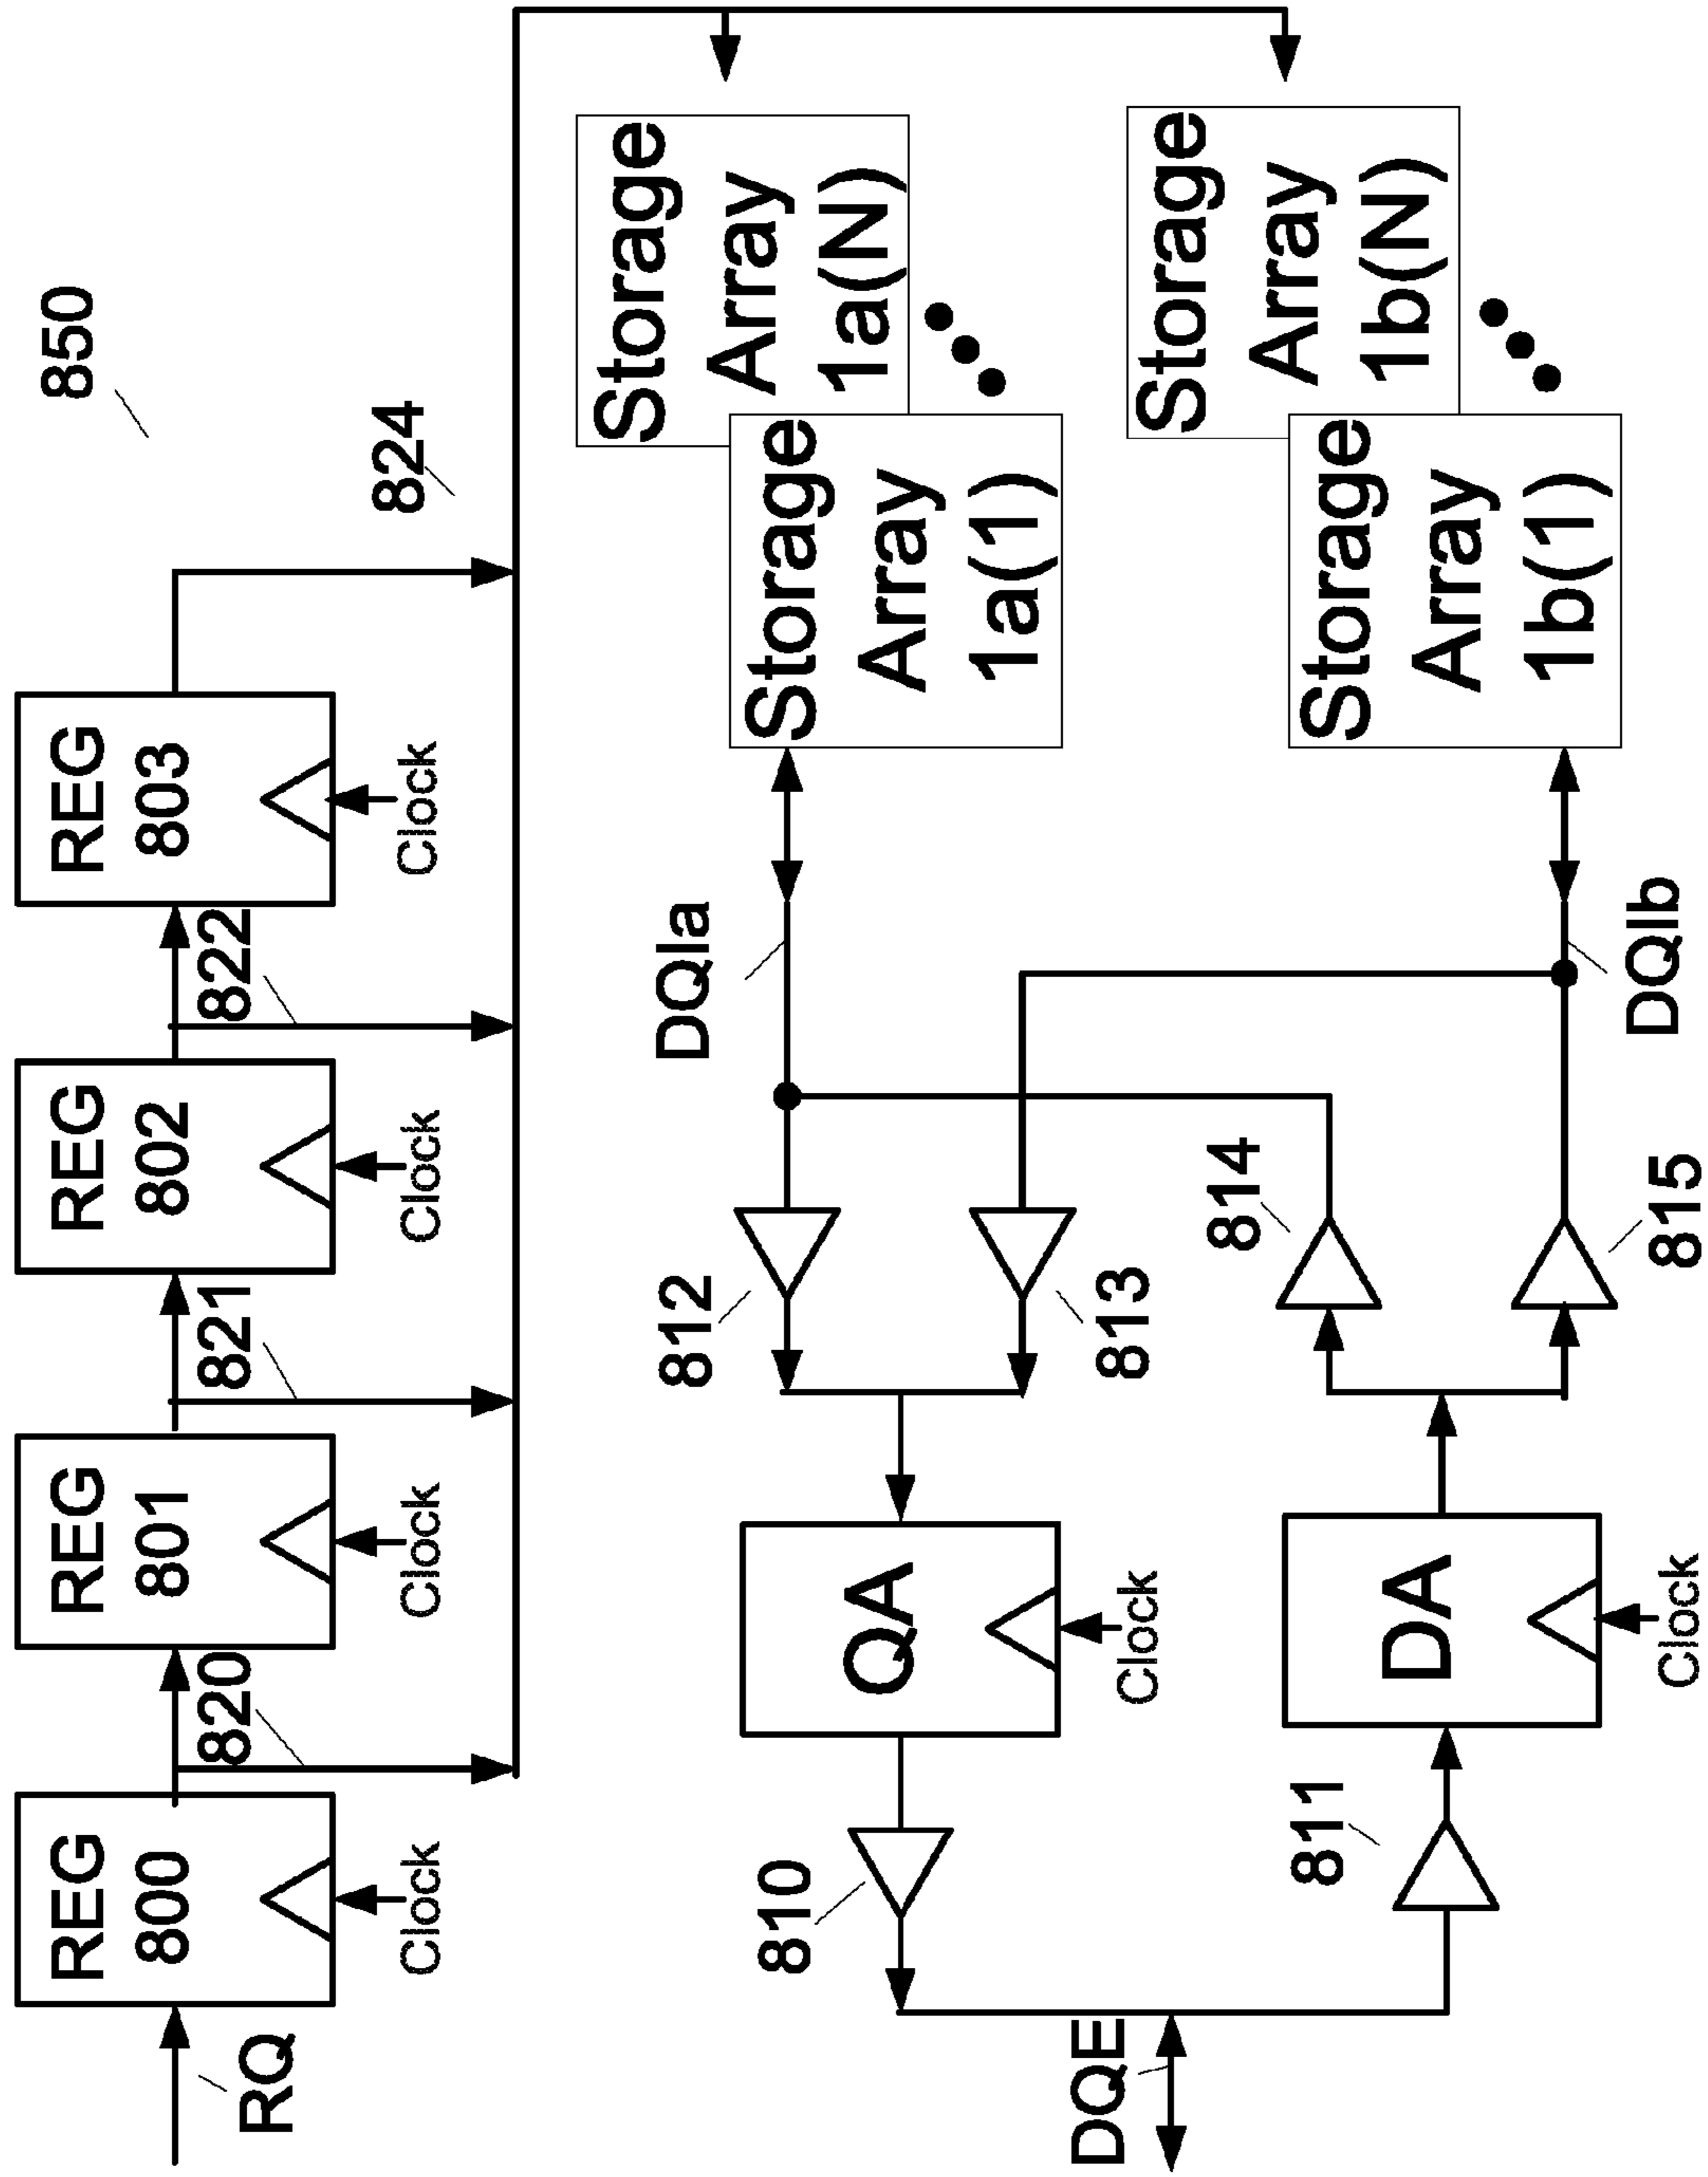 850
REG
800
REG
801
REG
802
REG
803
RQ
820
821
822
824
Clock
Clock
Clock
Clock
Storage
Array
1a(N)
Storage
Array
1a(1)
DQIa
812
QA
810
Clock
813
DQE
Storage
Array
1b(N)
Storage
Array
1b(1)
DQIb
814
815
811
DA
Clock